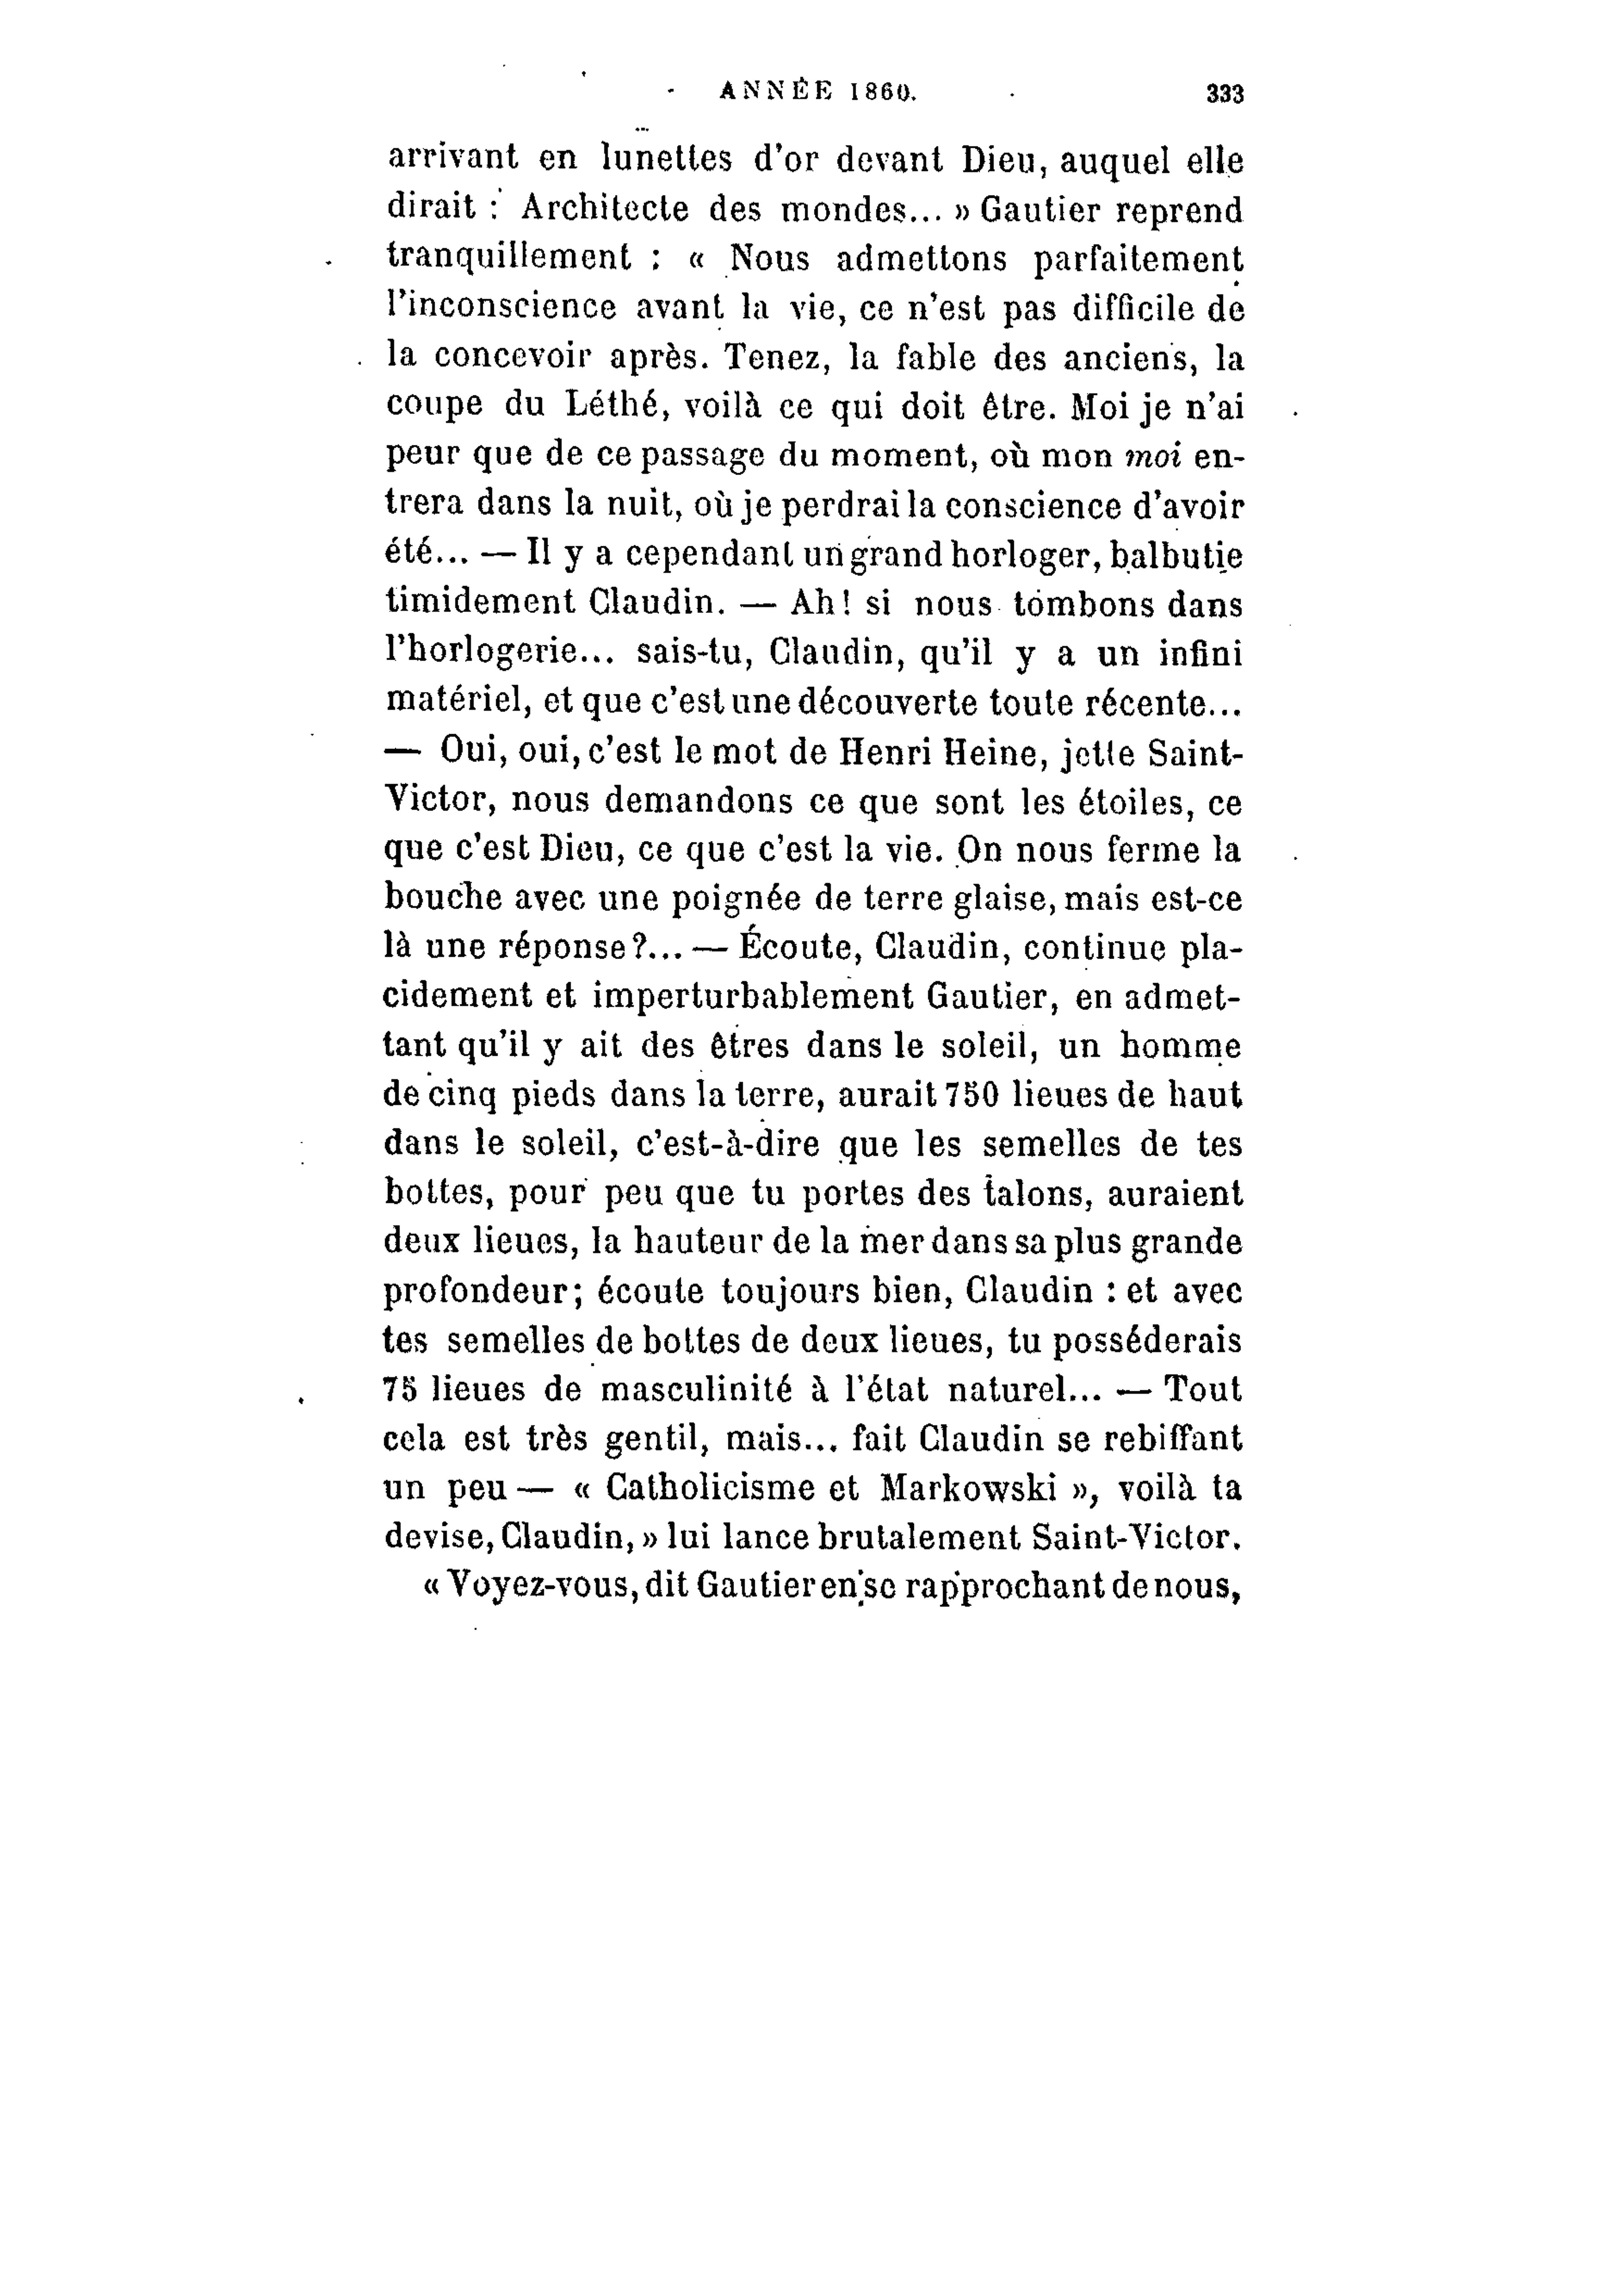 ANNÉE 1860. 333
arrivant en lunettes d'or devant Dieu, auquel elle
dirait : Architecte des mondes... » Gautier reprend
tranquillement : « Nous admettons parfaitement
l'inconscience avant la vie, ce n'est pas difficile de
la concevoir après. Tenez, la fable des anciens, la
coupe du Léthé, voilà ce qui doit être. Moi je n'ai
peur que de ce passage du moment, où mon moi en-
trera dans la nuit, où je perdrai la conscience d'avoir
été... — Il y a cependant un grand horloger, balbutie
timidement Claudin. — Ah! si nous tombons dans
l'horlogerie... sais-tu, Claudin, qu'il y a un infini
matériel, et que c'est une découverte toute récente...
— Oui, oui, c'est le mot de Henri Heine, jette Saint-
Victor, nous demandons ce que sont les étoiles, ce
que c'est Dieu, ce que c'est la vie. On nous ferme la
bouche avec une poignée de terre glaise, mais est-ce
là une réponse?... — Écoute, Claudin, continue pla-
cidement et imperturbablement Gautier, en admet-
tant qu'il y ait des êtres dans le soleil, un homme
de cinq pieds dans la terre, aurait 750 lieues de haut
dans le soleil, c'est-à-dire que les semelles de tes
bottes, pour peu que tu portes des talons, auraient
deux lieues, la hauteur de la mer dans sa plus grande
profondeur; écoute toujours bien, Claudin : et avec
tes semelles de bottes de deux lieues, tu posséderais
75 lieues de masculinité à l'état naturel... — Tout
cela est très gentil, mais... fait Claudin se rebiffant
un peu — « Catholicisme et Markowski », voilà ta
devise, Claudin, » lui lance brutalement Saint-Victor.
« Voyez-vous, dit Gautier en se rapprochant de nous,